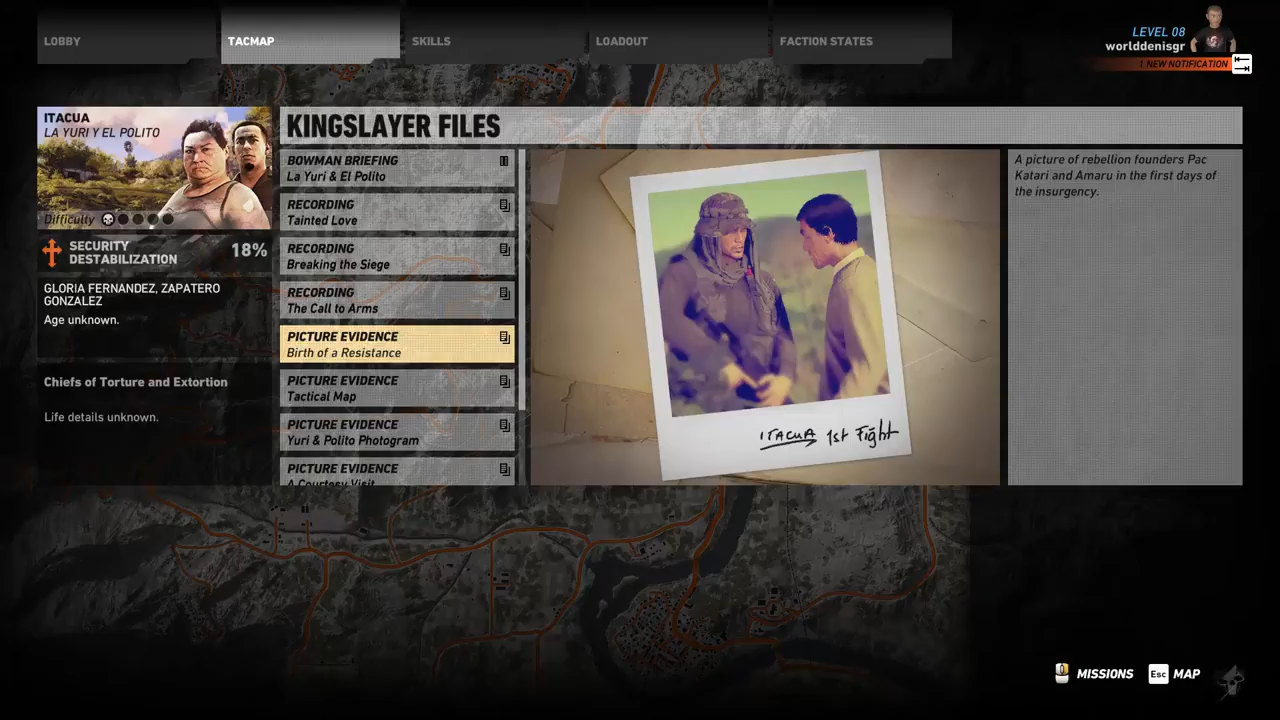 LOBBY
TACMAP
SKILLS
LOADOUT
FACTION STATES
LEVEL 08
worlddenisgr
1 NEW NOTIFICATION
ITACUA
LA YURI Y EL POLITO
Difficulty
SECURITY
DESTABILIZATION
18%
GLORIA FERNANDEZ, ZAPATERO
GONZALEZ
Age unknown.
Chiefs of Torture and Extortion
Life details unknown.
KINGSLAYER FILES
BOWMAN BRIEFING
La Yuri & El Polito
RECORDING
Tainted Love
RECORDING
Breaking the Siege
RECORDING
The Call to Arms
PICTURE EVIDENCE
Birth of a Resistance
PICTURE EVIDENCE
Tactical Map
PICTURE EVIDENCE
Yuri & Polito Photogram
PICTURE EVIDENCE
A Courtesy Visit
ITACUA 1st Fight
A picture of rebellion founders Pac
Katari and Amaru in the first days of
the insurgency.
MISSIONS
Esc MAP